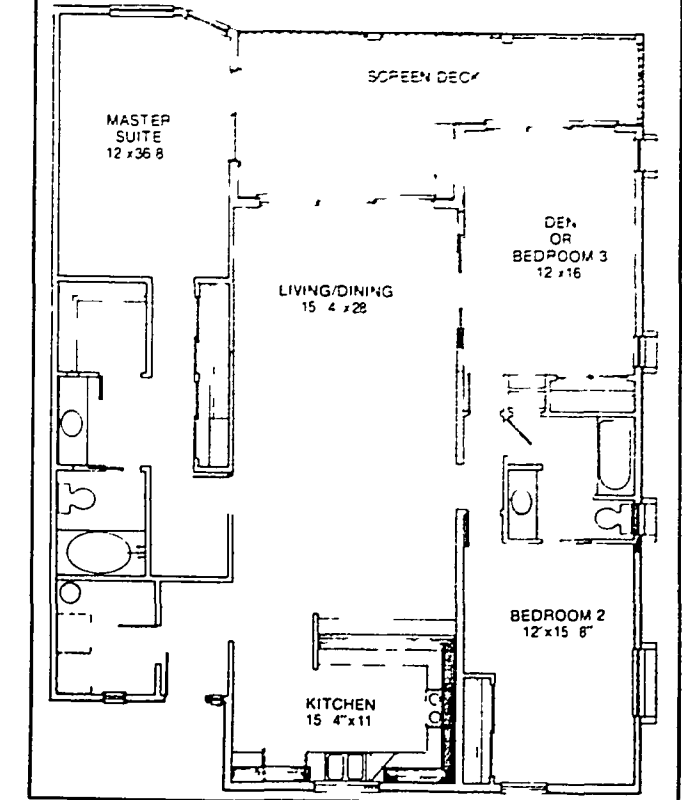 SCREEN DECK
MASTER
SUITE
12 x36 8
DEN
OR
BEDROOM 3
12 x16
LIVING/DINING
15 4 x28
BEDROOM 2
12'x15 8"
KITCHEN
15 4"x11